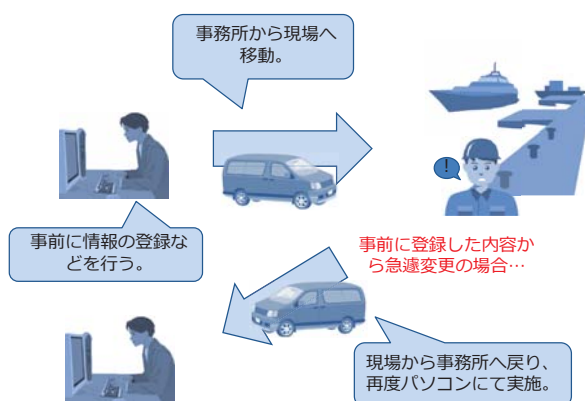 事務所から現場へ
移動。
!
事前に情報の登録な
どを行う。
事前に登録した内容か
ら急遽変更の場合…
現場から事務所へ戻り、
再度パソコンにて実施。